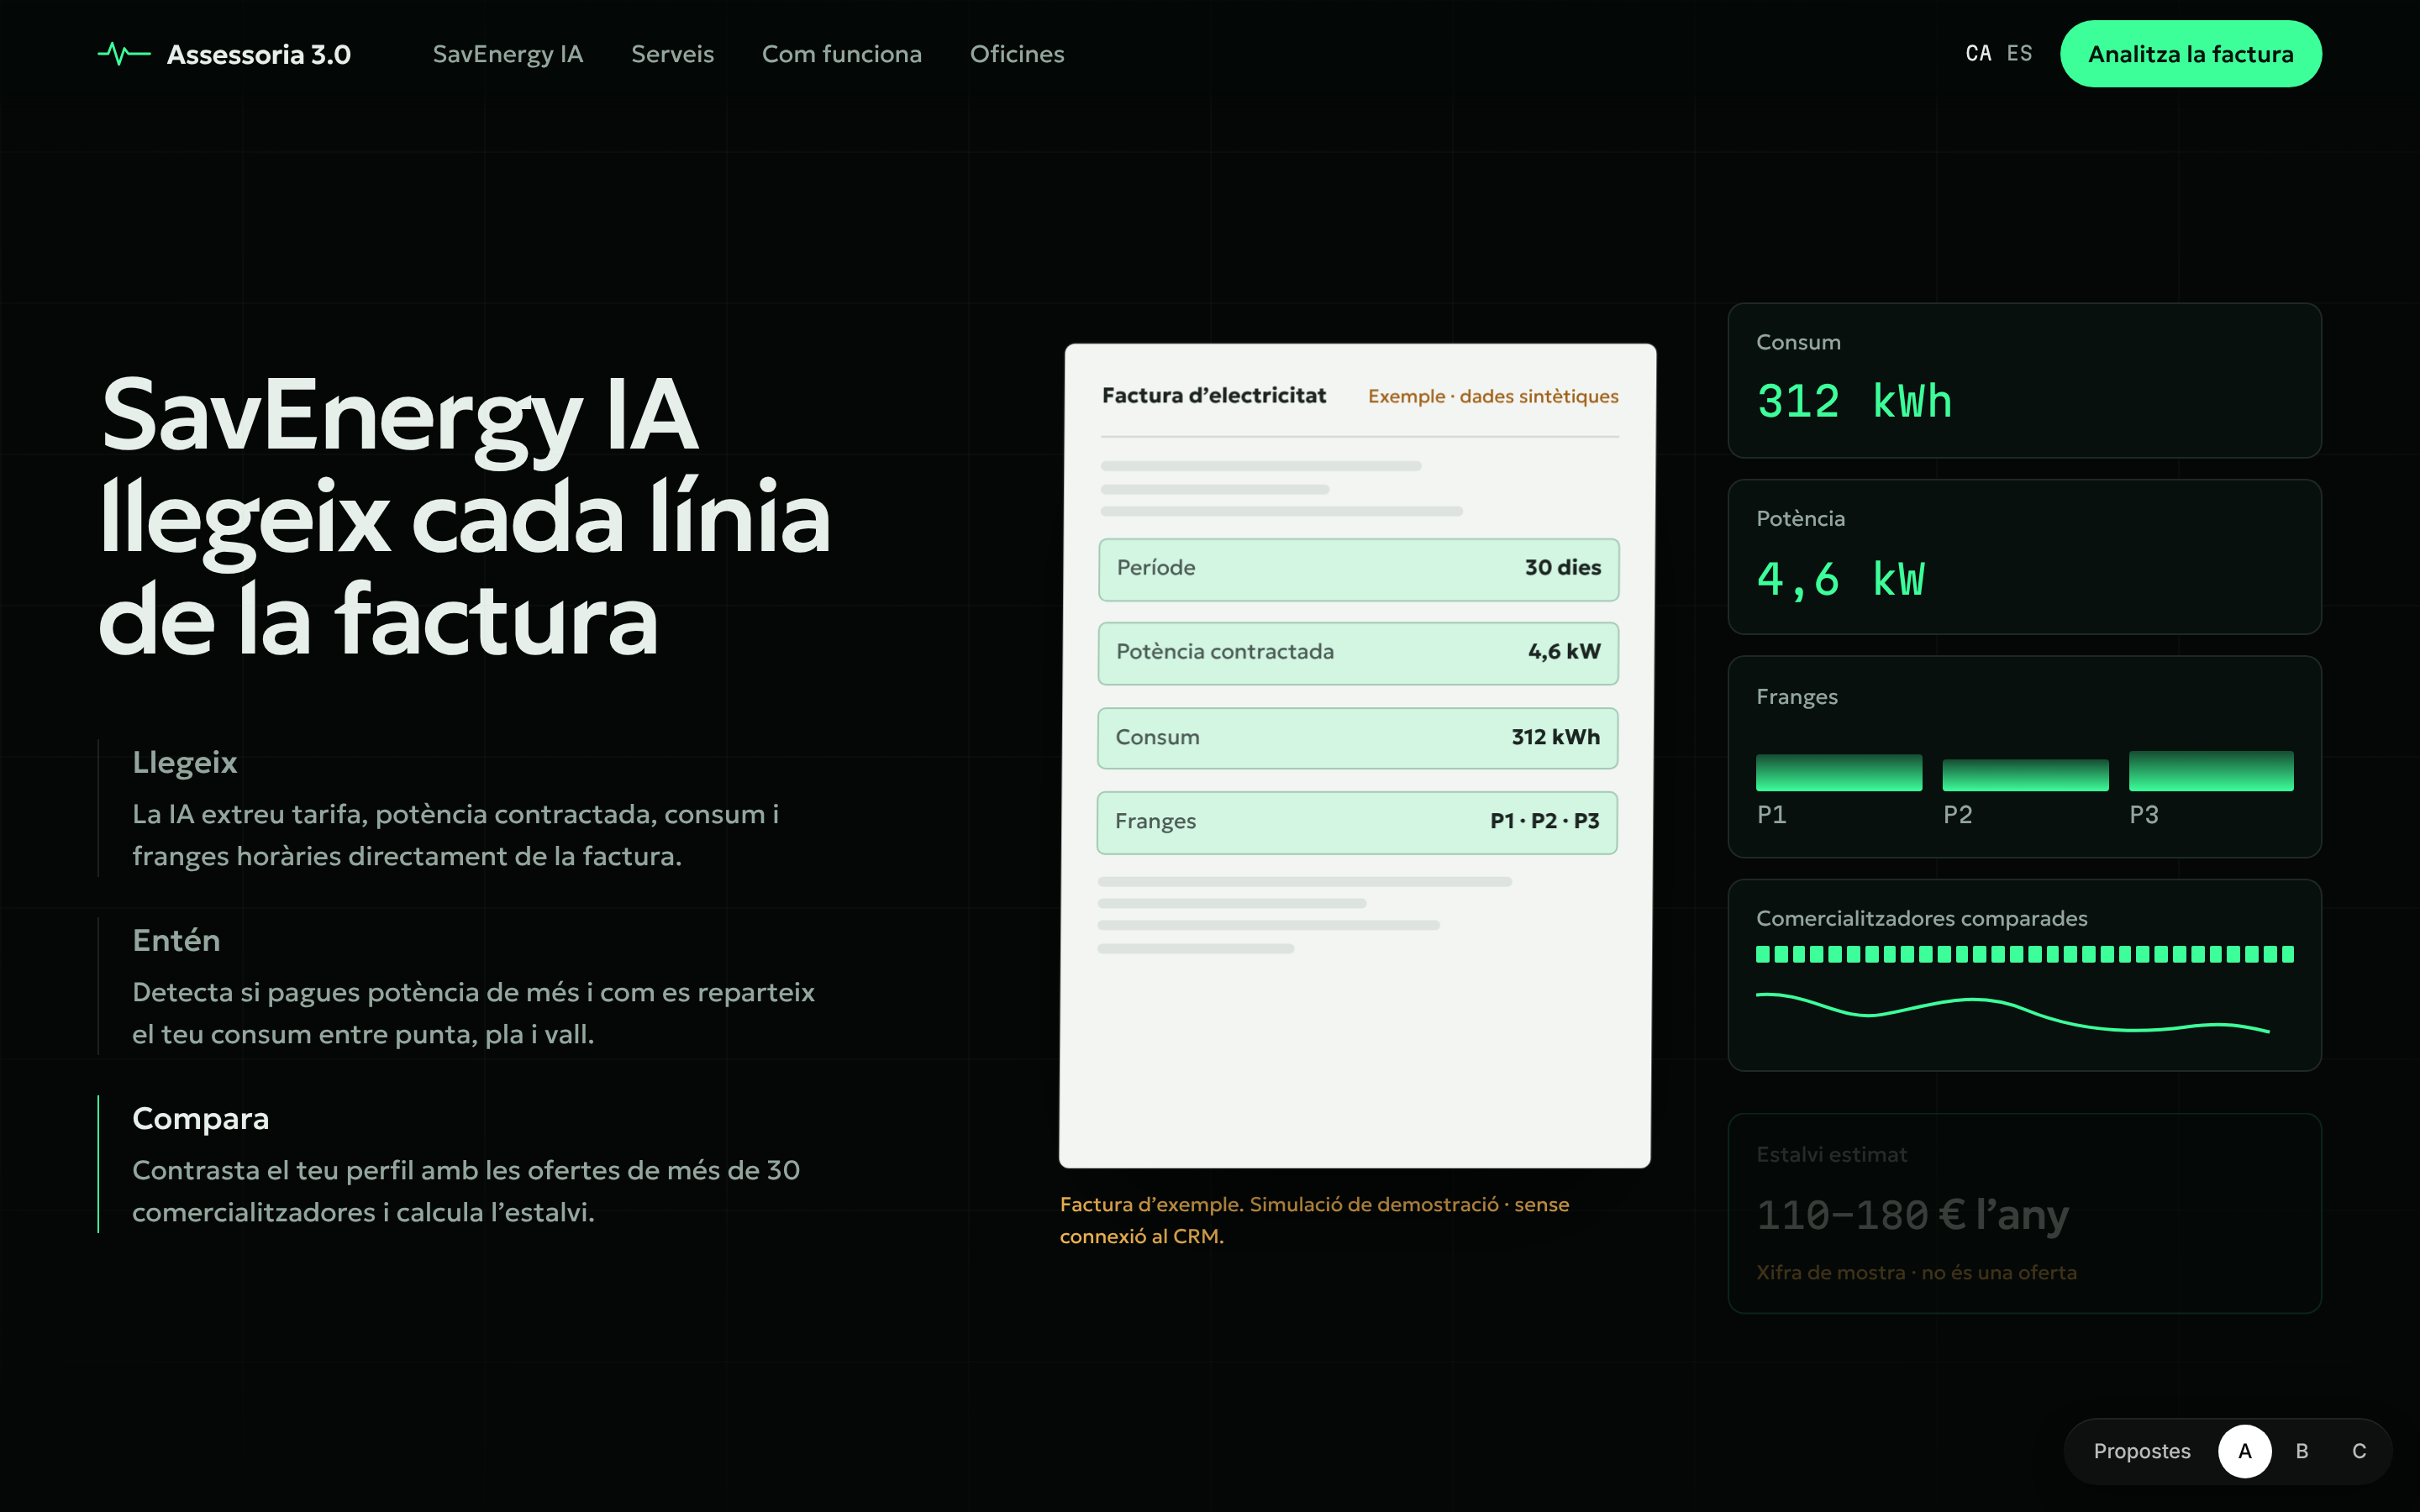 Assessoria 3.0
SavEnergy IA
Serveis
Com funciona
Oficines
CA ES
Analitza la factura
SavEnergy IA
llegeix cada línia
de la factura
Llegeix
La IA extreu tarifa, potència contractada, consum i
franges horàries directament de la factura.
Entén
Detecta si pagues potència de més i com es reparteix
el teu consum entre punta, pla i vall.
Compara
Contrasta el teu perfil amb les ofertes de més de 30
comercialitzadores i calcula l’estalvi.
Factura d’electricitat
Exemple · dades sintètiques
Període 30 dies
Potència contractada 4,6 kW
Consum 312 kWh
Franges P1 · P2 · P3
Factura d’exemple. Simulació de demostració · sense
connexió al CRM.
Consum
312 kWh
Potència
4,6 kW
Franges
P1 P2 P3
Comercialitzadores comparades
Estalvi estimat
110–180 € l’any
Xifra de mostra · no és una oferta
Propostes A B C